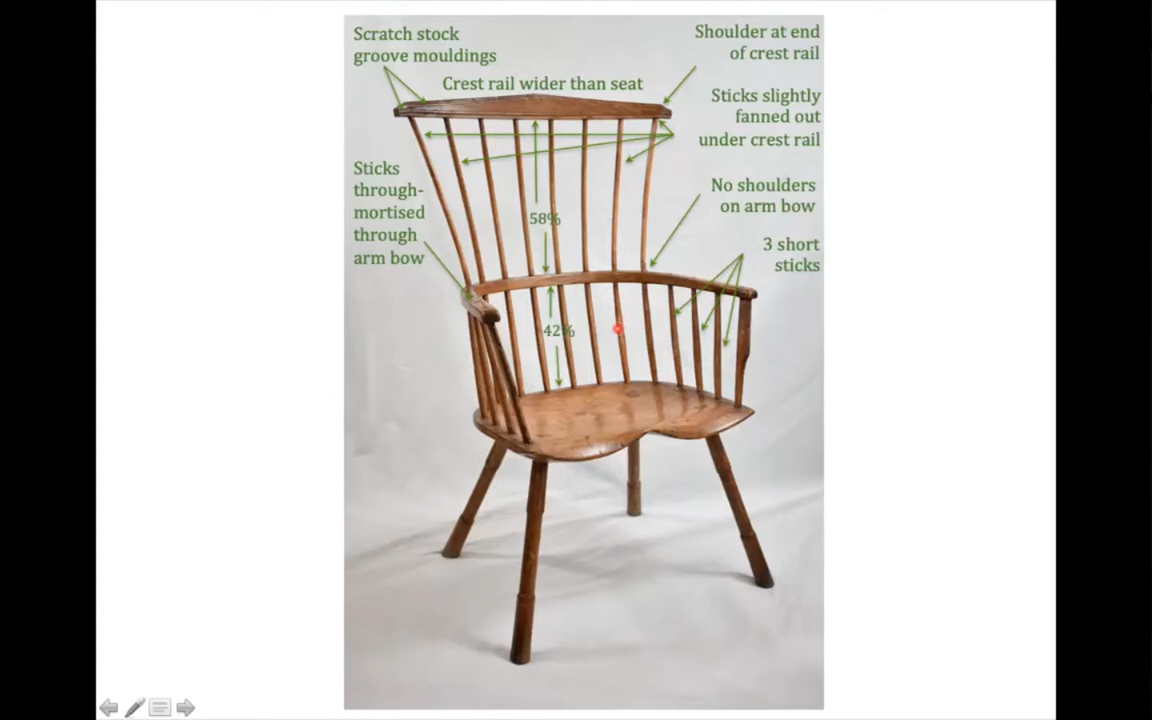 Scratch stock
groove mouldings
Shoulder at end
of crest rail
Crest rail wider than seat
Sticks slightly
fanned out
under crest rail
Sticks
through-
mortised
through
arm bow
No shoulders
on arm bow
58%
3 short
sticks
42%